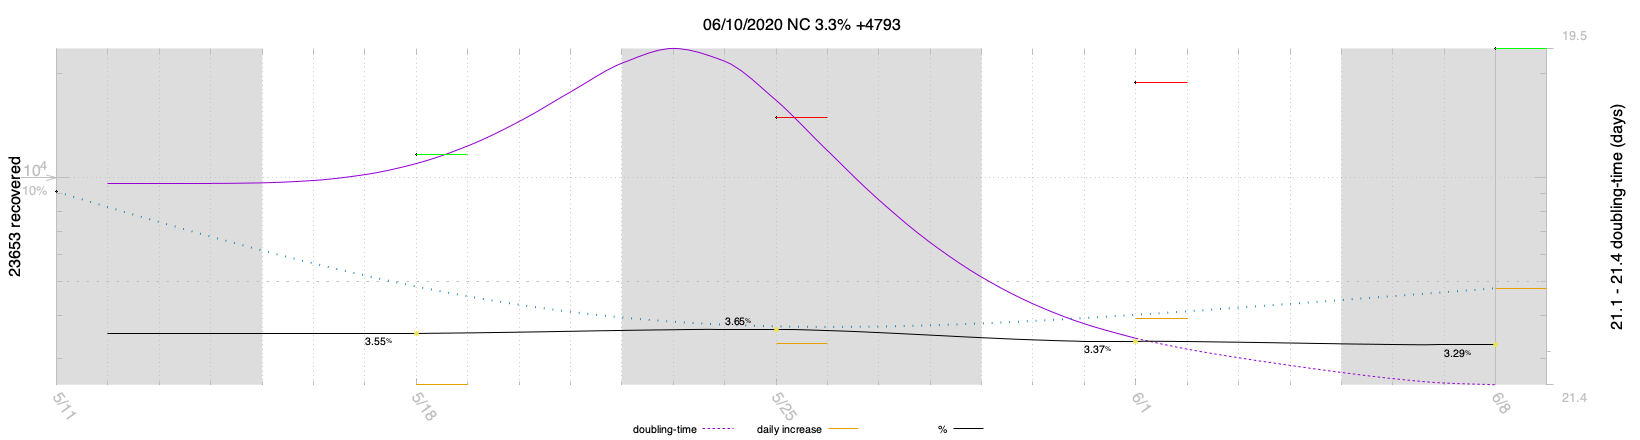 06/10/2020 NC 3.3% +4793
19.5
10⁴
10%
23653 recovered
21.1 - 21.4 doubling-time (days)
3.65%
3.55%
3.37%
3.29%
5/11
5/18
5/25
6/1
6/8
21.4
doubling-time
daily increase
%